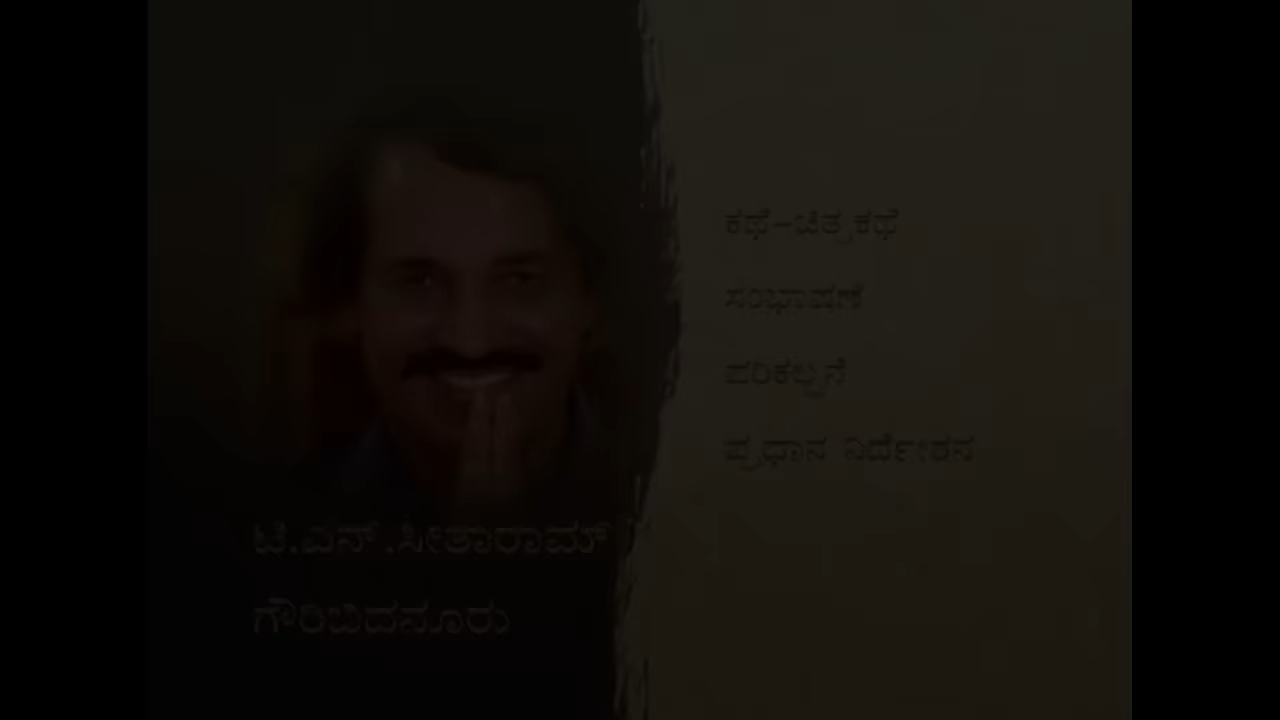 ಕಥೆ-ಚಿತ್ರಕಥೆ
ಸಂಭಾಷಣೆ
ಪರಿಕಲ್ಪನೆ
ಪ್ರಧಾನ ನಿರ್ದೇಶನ
ಟಿ.ಎನ್.ಸೀತಾರಾಮ್
ಗೌರಿಬಿದನೂರು